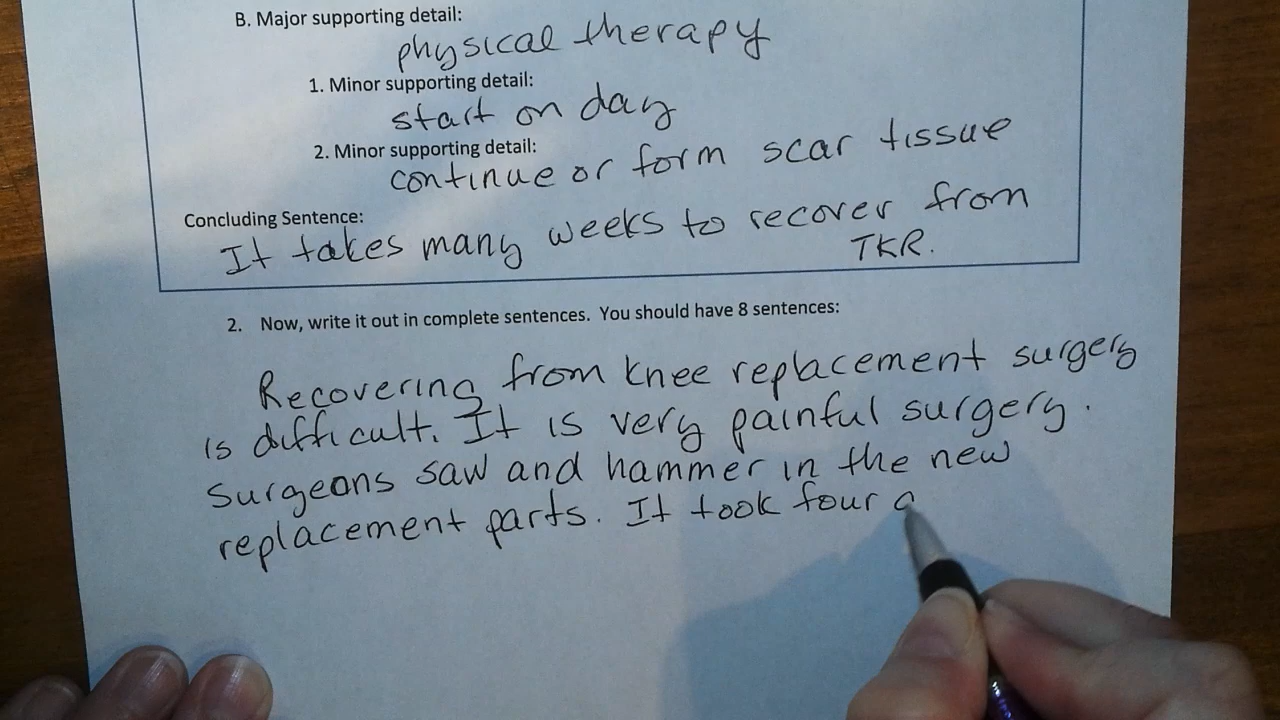 B. Major supporting detail:
physical therapy
1. Minor supporting detail:
start on day
2. Minor supporting detail:
continue or form scar tissue
Concluding Sentence:
It takes many weeks to recover from
TKR.
2. Now, write it out in complete sentences. You should have 8 sentences:
Recovering from knee replacement surgery
is difficult. It is very painful surgery.
Surgeons saw and hammer in the new
replacement parts. It took four a